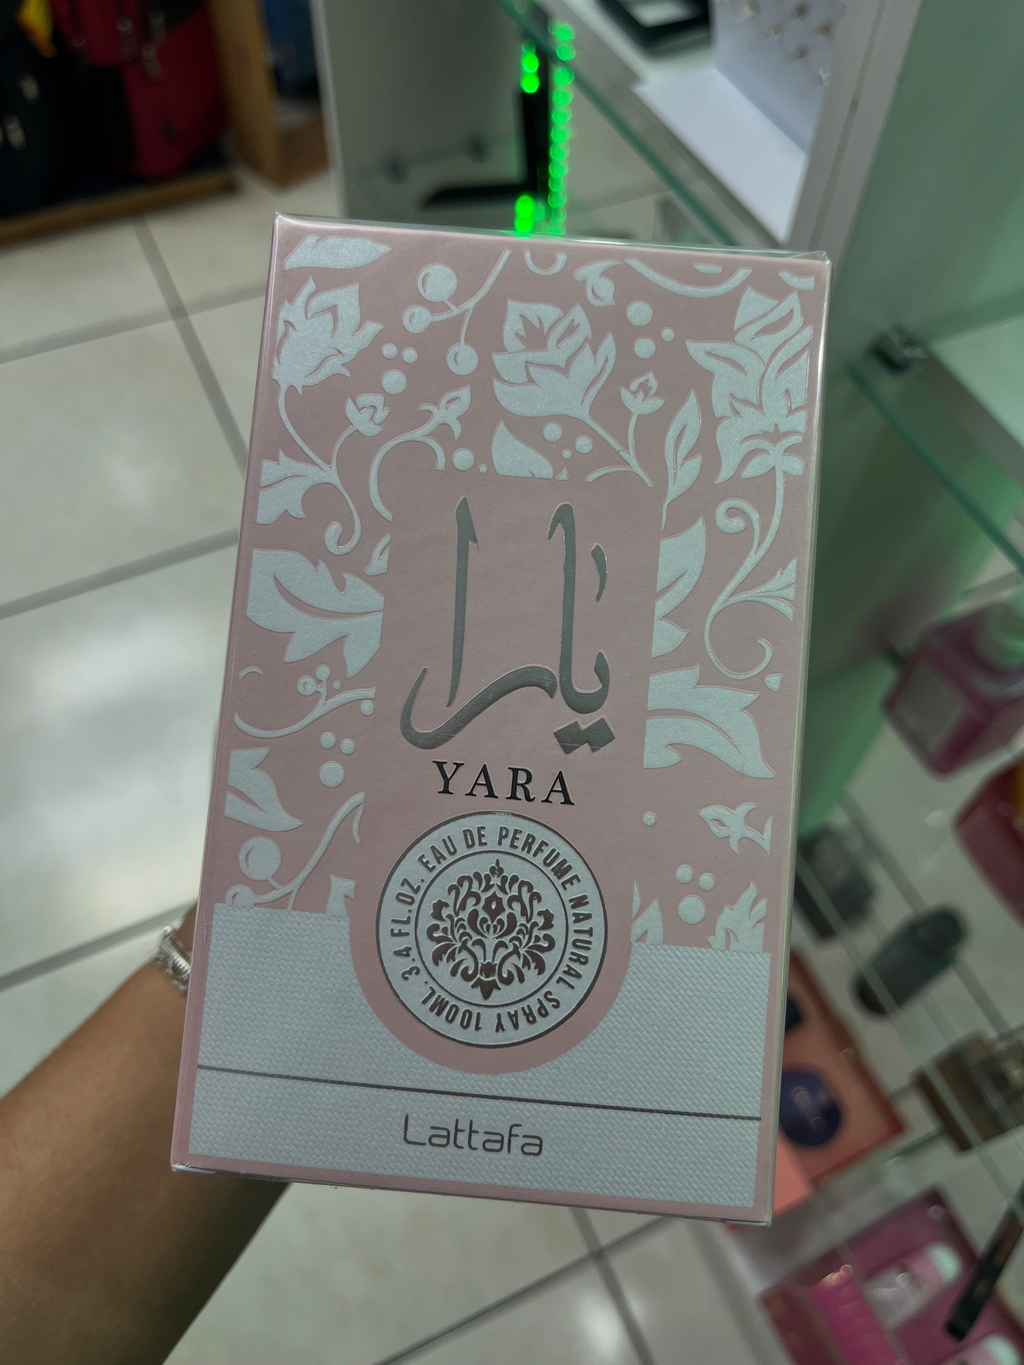 يارا
YARA
EAU DE PERFUME NATURAL SPRAY 100ML. 3.4 FL.OZ.
Lattafa